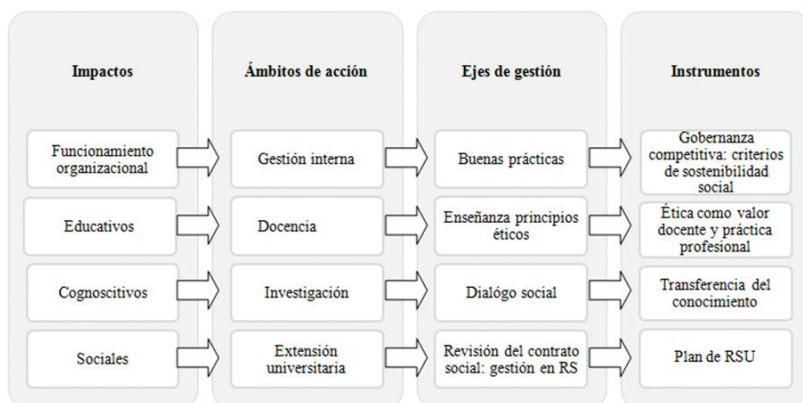 Impactos
Ámbitos de acción
Ejes de gestión
Instrumentos
Funcionamiento
organizacional
Gestión interna
Buenas prácticas
Gobernanza
competitiva: criterios
de sostenibilidad
social
Educativos
Docencia
Enseñanza principios
éticos
Ética como valor
docente y práctica
profesional
Cognoscitivos
Investigación
Dialógo social
Transferencia del
conocimiento
Sociales
Extensión
universitaria
Revisión del contrato
social: gestión en RS
Plan de RSU